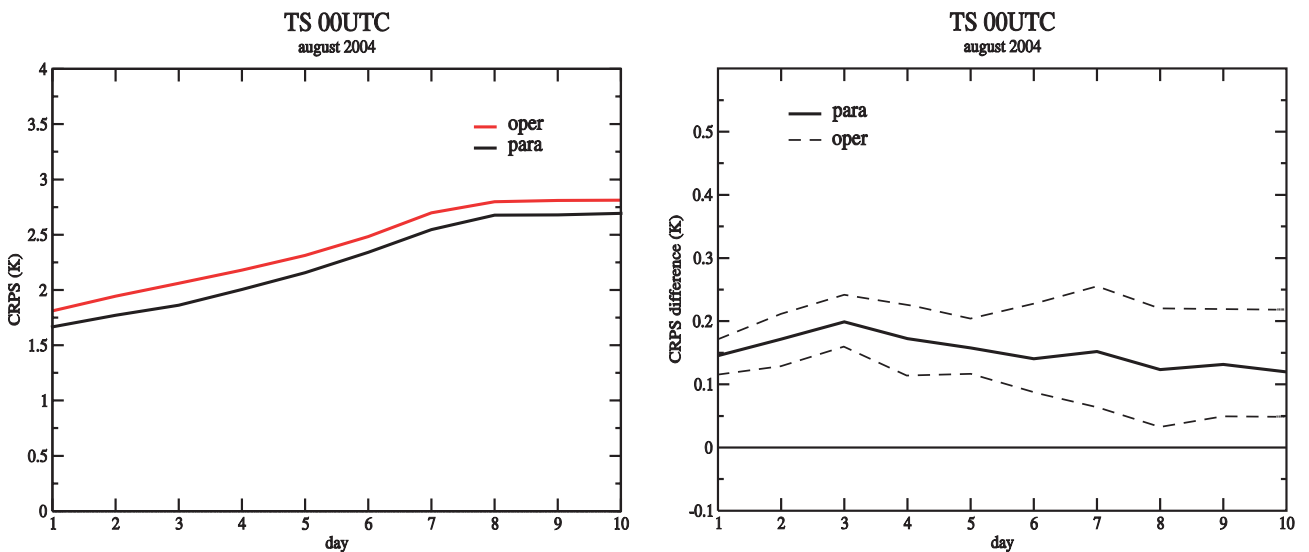 TS 00UTC
august 2004
4
3.5
3
2.5
2
1.5
1
0.5
0
CRPS (K)
oper
para
1 2 3 4 5 6 7 8 9 10
day
TS 00UTC
august 2004
0.5
0.4
0.3
0.2
0.1
0
-0.1
CRPS difference (K)
para
oper
1 2 3 4 5 6 7 8 9 10
day